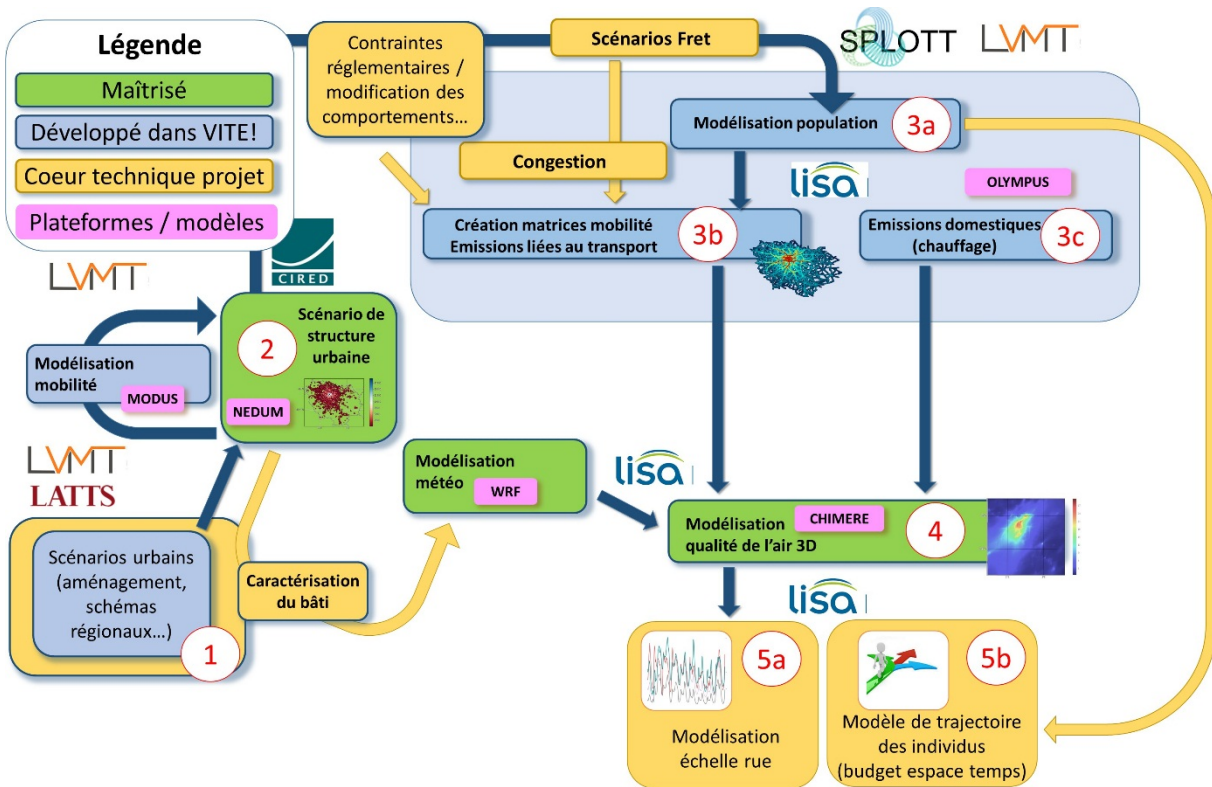 Légende
Maîtrisé
Développé dans VITE!
Coeur technique projet
Plateformes / modèles
Contraintes
réglementaires /
modification des
comportements…
Scénarios Fret
SPLOTT
LVMT
Modélisation population
3a
Congestion
lisa
OLYMPUS
Création matrices mobilité
Emissions liées au transport
3b
Emissions domestiques
(chauffage)
3c
CIRED
LVMT
2
Scénario de
structure
urbaine
NEDUM
Modélisation
mobilité
MODUS
LVMT
LATTS
Modélisation
météo
WRF
lisa
Modélisation
qualité de l’air 3D
CHIMERE
4
Scénarios urbains
(aménagement,
schémas
régionaux…)
1
Caractérisation
du bâti
lisa
5a
Modélisation
échelle rue
5b
Modèle de trajectoire
des individus
(budget espace temps)